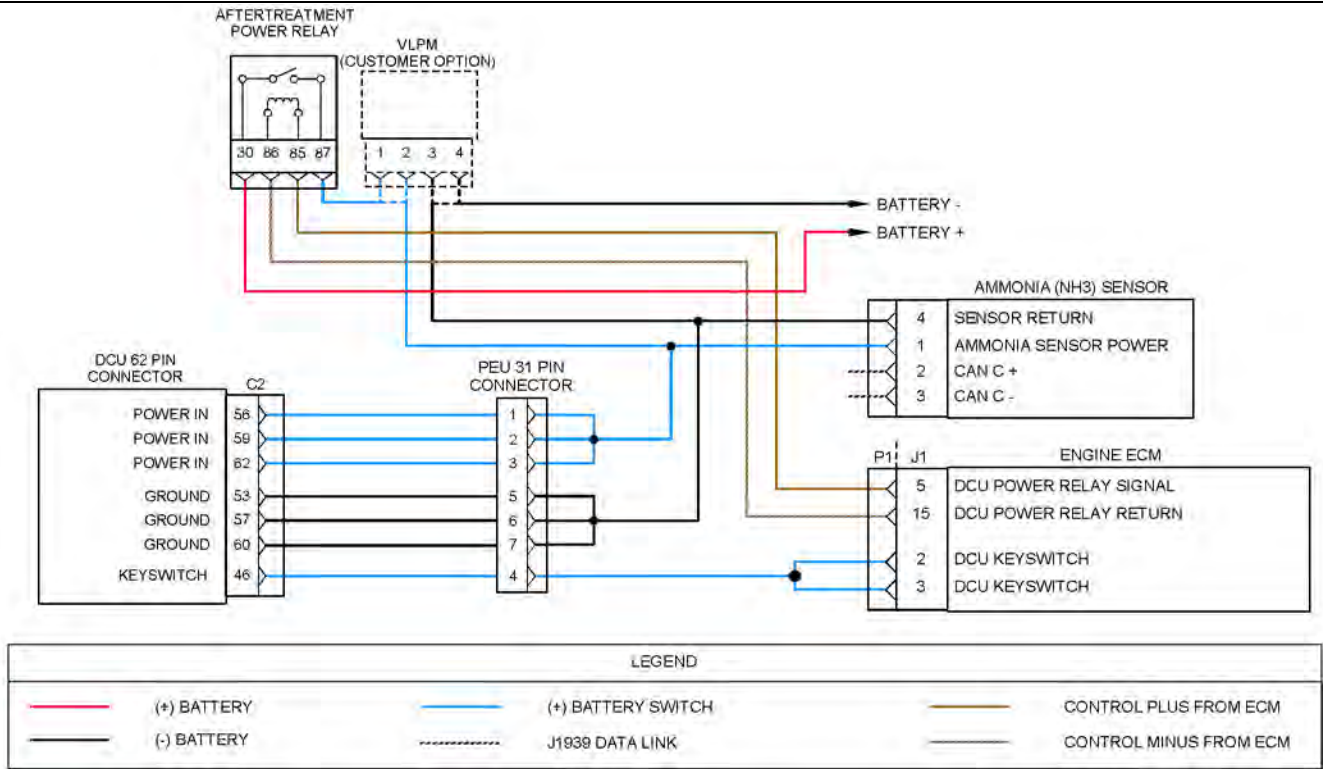 AFTERTREATMENT
POWER RELAY
VLPM
(CUSTOMER OPTION)
30 86 85 87
1 2 3 4
BATTERY -
BATTERY +
AMMONIA (NH3) SENSOR
4 SENSOR RETURN
1 AMMONIA SENSOR POWER
2 CAN C +
3 CAN C -
DCU 62 PIN
CONNECTOR
C2
POWER IN 56
POWER IN 59
POWER IN 62
GROUND 53
GROUND 57
GROUND 60
KEYSWITCH 46
PEU 31 PIN
CONNECTOR
1
2
3
5
6
7
4
P1 J1
ENGINE ECM
5 DCU POWER RELAY SIGNAL
15 DCU POWER RELAY RETURN
2 DCU KEYSWITCH
3 DCU KEYSWITCH
LEGEND
(+) BATTERY
(+) BATTERY SWITCH
CONTROL PLUS FROM ECM
(-) BATTERY
J1939 DATA LINK
CONTROL MINUS FROM ECM